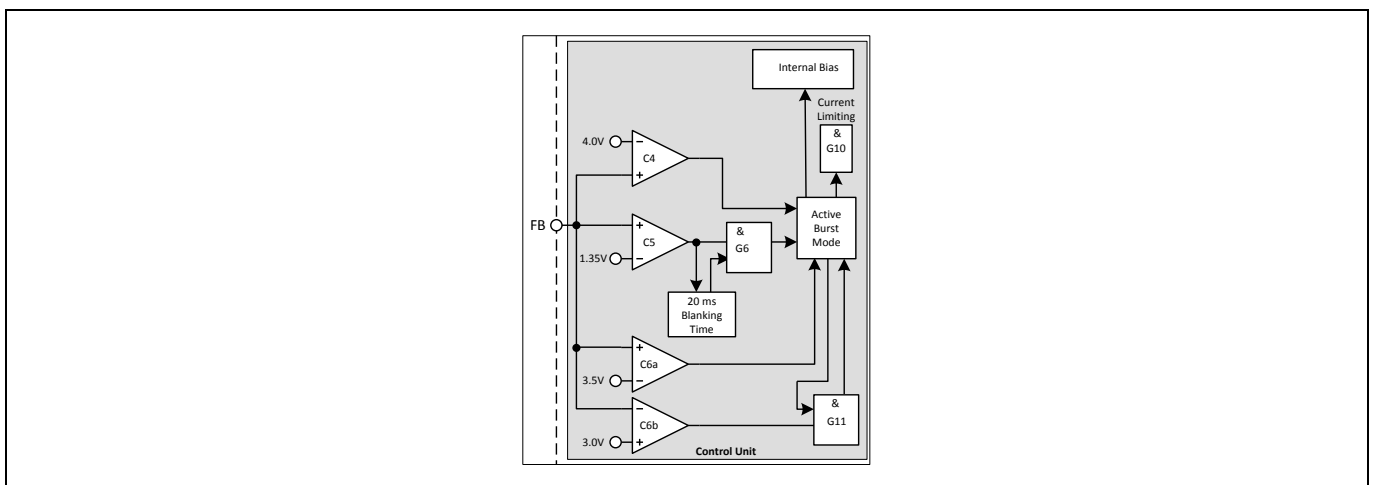 Internal Bias
Current
Limiting
&
G10
4.0V
−
C4
+
Active
Burst
Mode
FB
+
C5
−
1.35V
&
G6
20 ms
Blanking
Time
+
C6a
−
3.5V
−
C6b
+
3.0V
&
G11
Control Unit